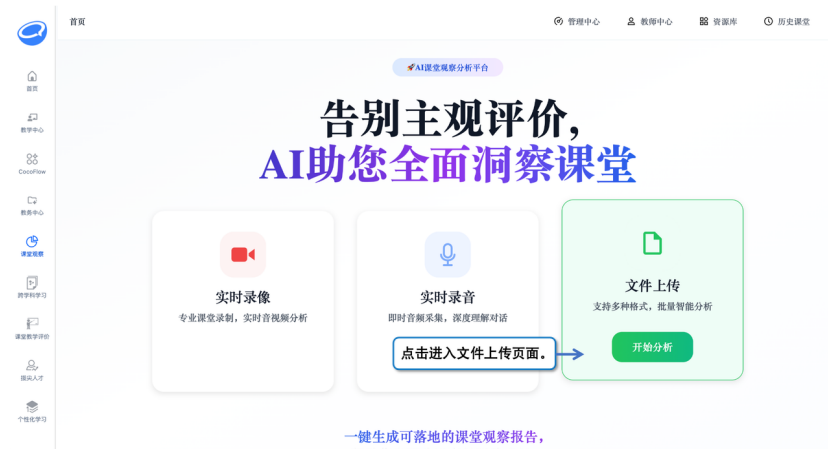 首页
管理中心
教师中心
资源库
历史课堂
首页
教学中心
CocoFlow
教务中心
课堂观察
跨学科学习
课堂教学评价
拔尖人才
个性化学习
🚀AI课堂观察分析平台
告别主观评价,
AI助您全面洞察课堂
实时录像
专业课堂录制，实时音视频分析
实时录音
即时音频采集，深度理解对话
文件上传
支持多种格式，批量智能分析
开始分析
点击进入文件上传页面。
一键生成可落地的课堂观察报告，